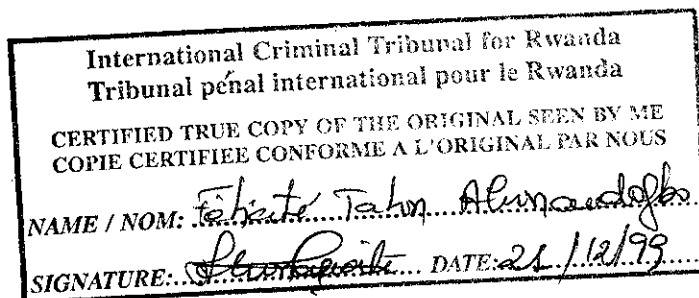 International Criminal Tribunal for Rwanda
Tribunal pénal international pour le Rwanda
CERTIFIED TRUE COPY OF THE ORIGINAL SEEN BY ME
COPIE CERTIFIEE CONFORME A L'ORIGINAL PAR NOUS
NAME / NOM: Félicité
SIGNATURE: DATE: 21/12/99